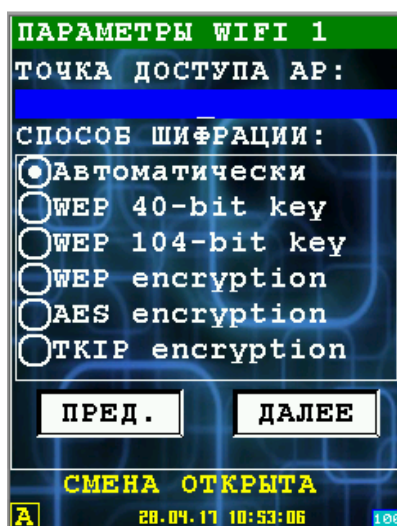 ПАРАМЕТРЫ WIFI 1
ТОЧКА ДОСТУПА AP:
_
СПОСОБ ШИФРАЦИИ:
Автоматически
WEP 40-bit key
WEP 104-bit key
WEP encryption
AES encryption
TKIP encryption
ПРЕД. ДАЛЕЕ
СМЕНА ОТКРЫТА
A 28.04.17 10:53:06 100